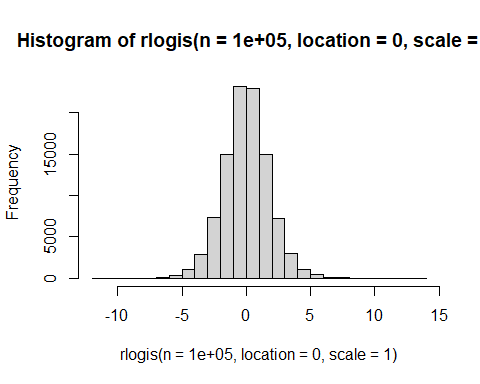 Histogram of rlogis(n = 1e+05, location = 0, scale =
Frequency
15000
5000
0
-10 -5 0 5 10 15
rlogis(n = 1e+05, location = 0, scale = 1)